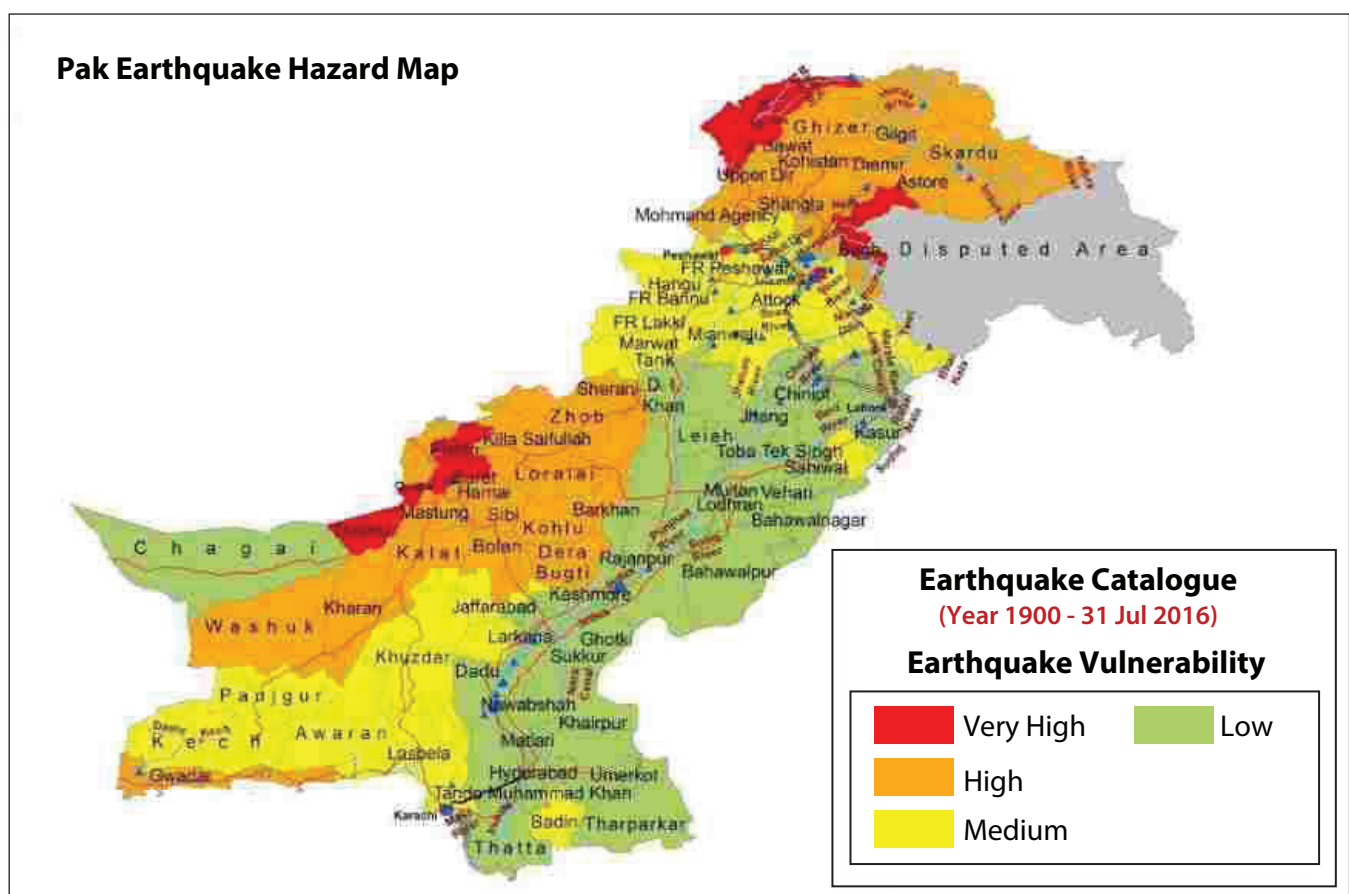 Pak Earthquake Hazard Map
Ghizer
Gilgit
Sawat
Skardu
Kohistan
Diamir
Upper Dir
Astore
Shangla
Mohmand Agency
Bagh
Disputed Area
Peshawar
FR Peshawar
Hangu
FR Bannu
Attock
FR Lakki
Mianwali
Marwat
Tank
Sherani
D I
Khan
Chiniot
Zhob
Jhang
Lahore
Kasur
Killa Saifullah
Leiah
Toba Tek Singh
Sahiwal
Loralai
Harnai
Multan
Vehati
Mastung
Sibi
Barkhan
Lodhran
Kohlu
Bahawalnagar
Chagai
Kalat
Bolan
Dera
Bugti
Rajanpur
Bahawalpur
Kashmore
Kharan
Jaffarabad
Washuk
Larkana
Ghotki
Khuzdar
Sukkur
Dadu
Padjgur
Nawabshah
Khairpur
Kech
Awaran
Matiari
Lasbela
Gwadar
Hyderabad
Umerkot
Tando Muhammad Khan
Karachi
Badin
Tharparkar
Thatta
Earthquake Catalogue
(Year 1900 - 31 Jul 2016)
Earthquake Vulnerability
Very High
Low
High
Medium